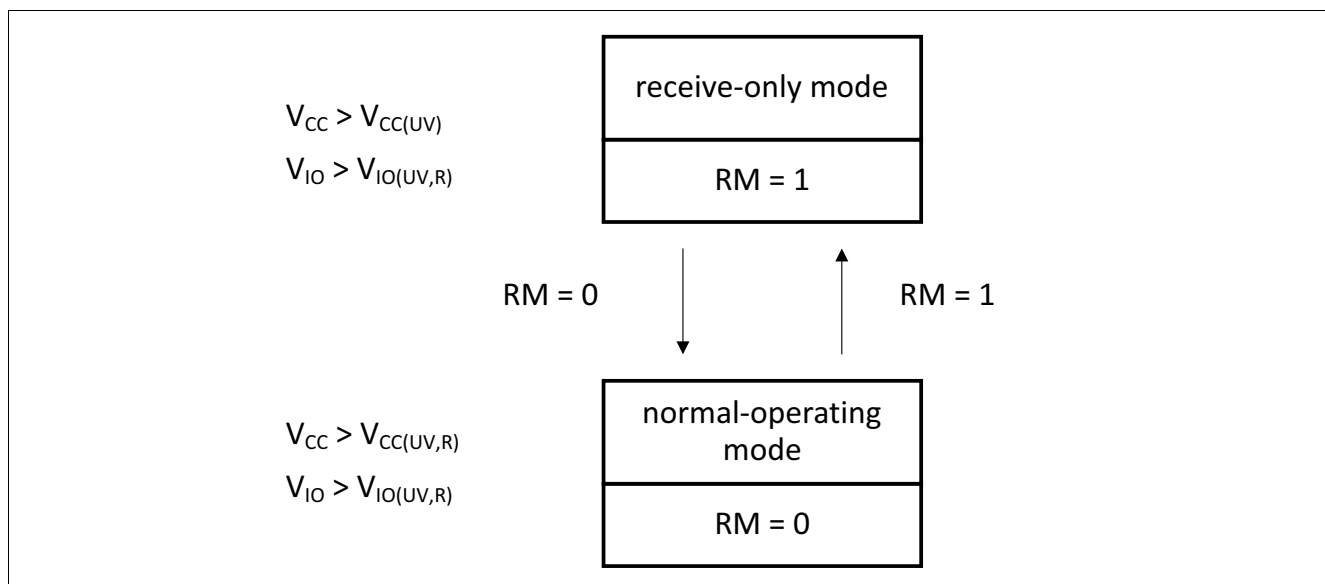 receive-only mode
V_CC > V_CC(UV)
V_IO > V_IO(UV,R)
RM = 1
RM = 0
RM = 1
normal-operating
mode
V_CC > V_CC(UV,R)
V_IO > V_IO(UV,R)
RM = 0